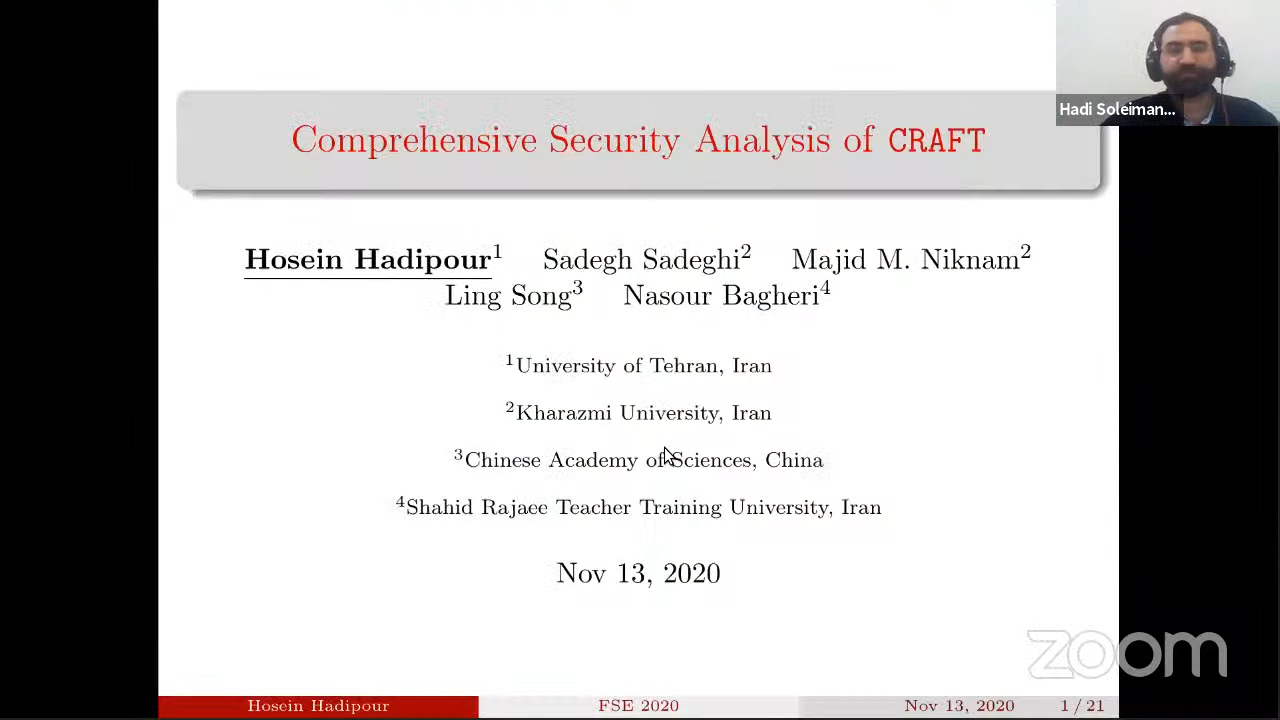 Comprehensive Security Analysis of CRAFT
Hadi Soleiman...
Hosein Hadipour1 Sadegh Sadeghi2 Majid M. Niknam2
Ling Song3 Nasour Bagheri4
1University of Tehran, Iran
2Kharazmi University, Iran
3Chinese Academy of Sciences, China
4Shahid Rajaee Teacher Training University, Iran
Nov 13, 2020
zoom
Hosein Hadipour FSE 2020 Nov 13, 2020 1 / 21